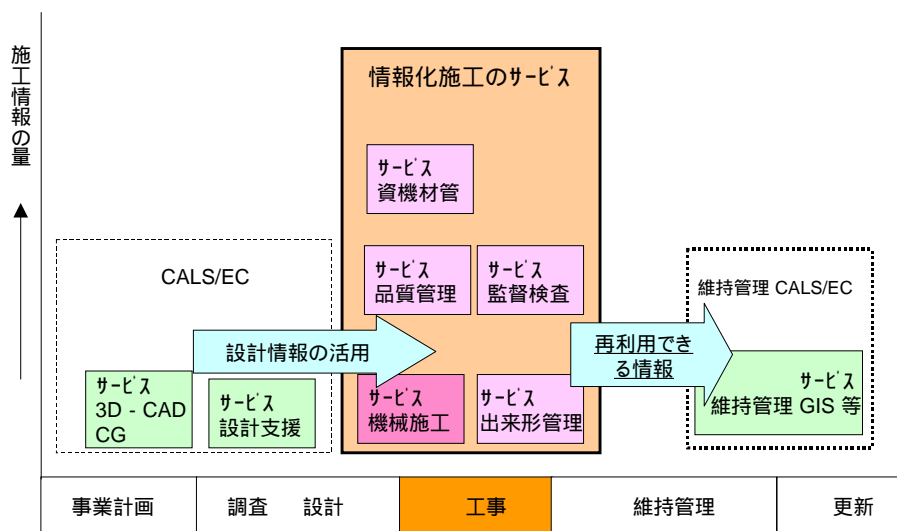 施工情報の量
情報化施工のｻｰﾋﾞｽ
ｻｰﾋﾞｽ
資機材管
CALS/EC
ｻｰﾋﾞｽ
品質管理
ｻｰﾋﾞｽ
監督検査
維持管理 CALS/EC
設計情報の活用
再利用でき
る情報
ｻｰﾋﾞｽ
3D - CAD
CG
ｻｰﾋﾞｽ
設計支援
ｻｰﾋﾞｽ
機械施工
ｻｰﾋﾞｽ
出来形管理
ｻｰﾋﾞｽ
維持管理 GIS 等
事業計画
調査 設計
工事
維持管理
更新